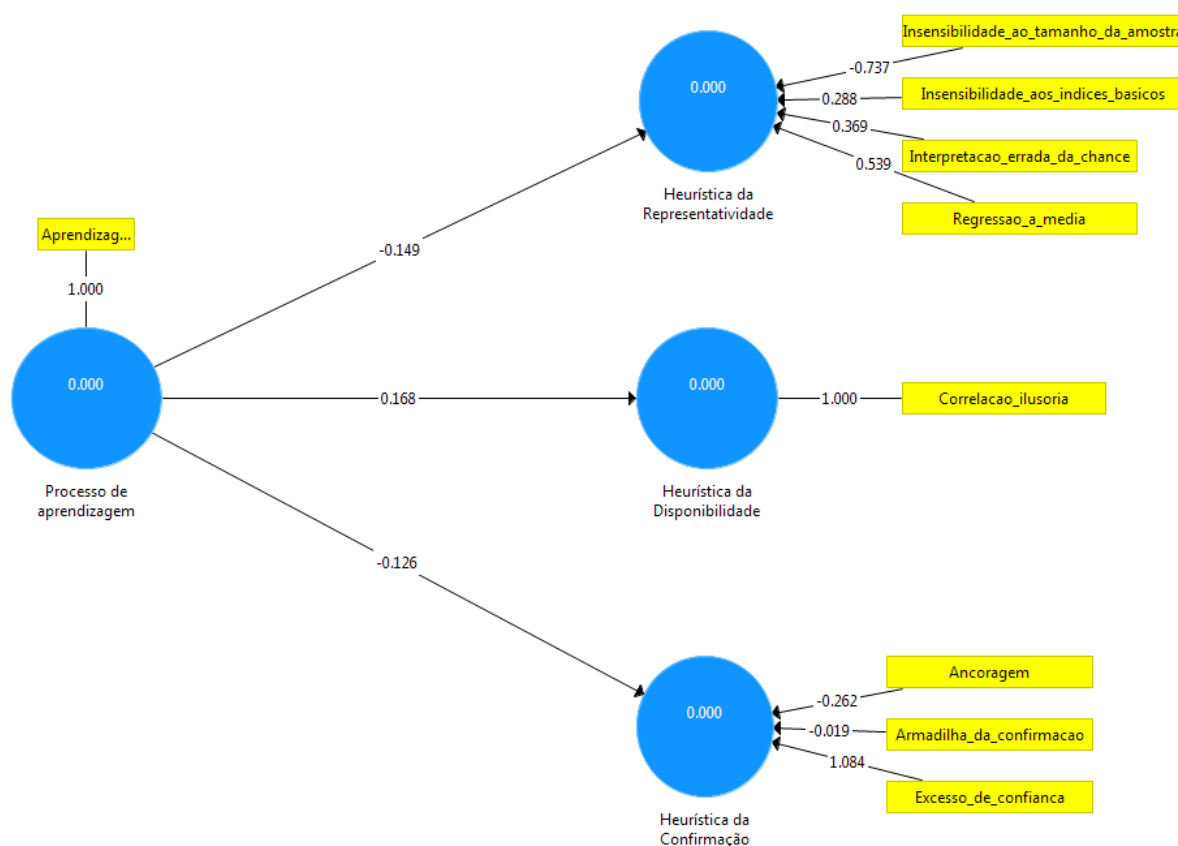 Insensibilidade_ao_tamanho_da_amostra
-0.737
0.000
Insensibilidade_aos_indices_basicos
0.288
0.369
Interpretacao_errada_da_chance
0.539
Heurística da
Representatividade
Regressao_a_media
Aprendizag...
-0.149
1.000
0.000
0.168
0.000
1.000
Correlacao_ilusoria
Processo de
aprendizagem
Heurística da
Disponibilidade
-0.126
Ancoragem
-0.262
0.000
-0.019
Armadilha_da_confirmacao
1.084
Excesso_de_confianca
Heurística da
Confirmação